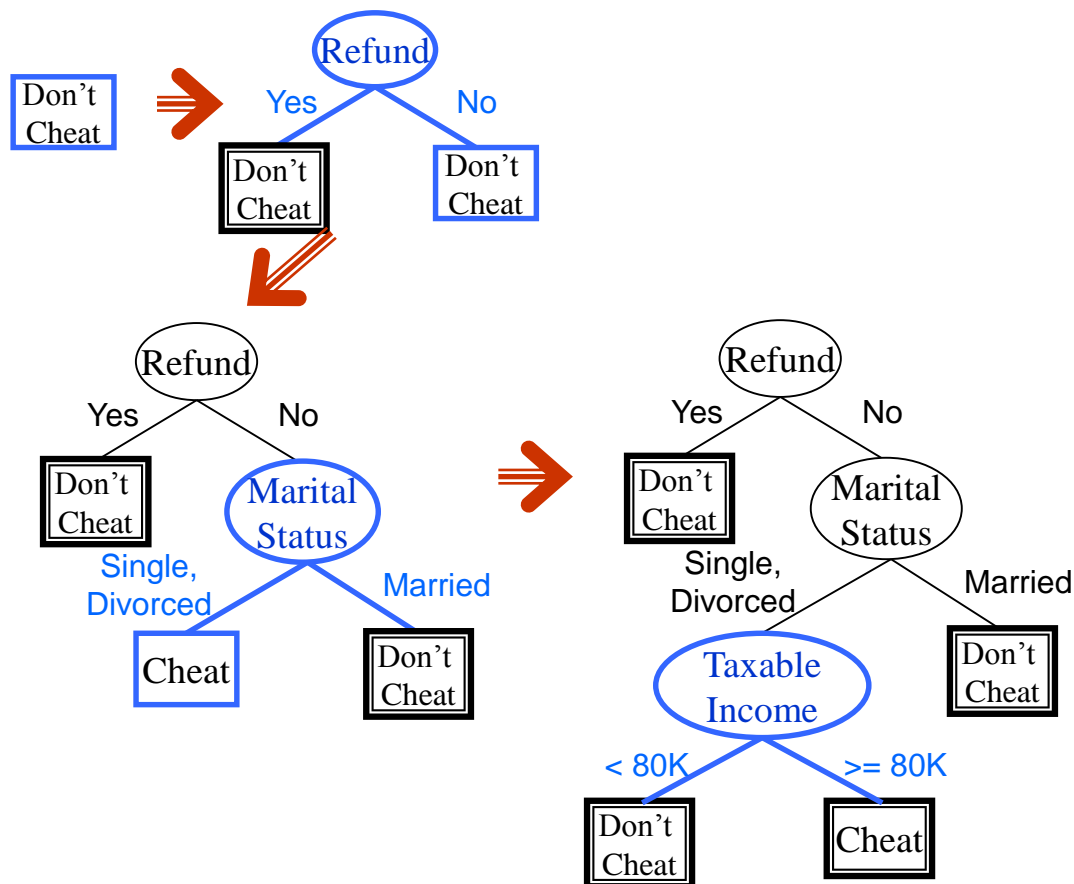 Don't
Cheat
Refund
Yes
No
Don't
Cheat
Don't
Cheat
Refund
Yes
No
Don't
Cheat
Marital
Status
Single,
Divorced
Married
Cheat
Don't
Cheat
Refund
Yes
No
Don't
Cheat
Marital
Status
Single,
Divorced
Married
Taxable
Income
Don't
Cheat
< 80K
>= 80K
Don't
Cheat
Cheat